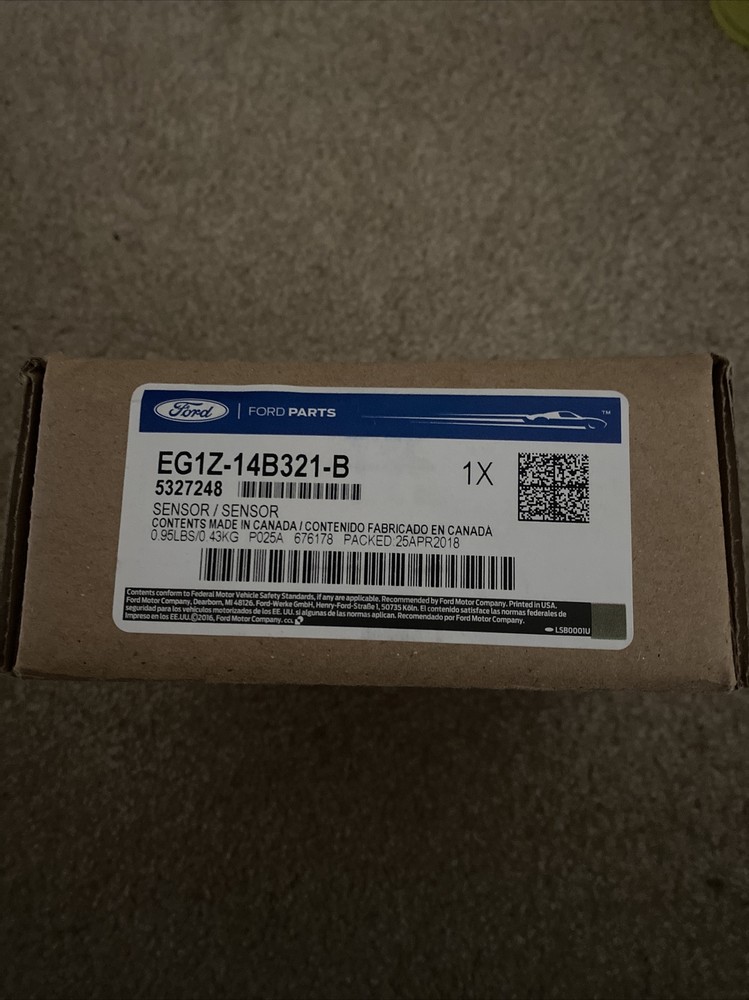 Ford | FORD PARTS ™
EG1Z-14B321-B 1X
5327248
SENSOR / SENSOR
CONTENTS MADE IN CANADA / CONTENIDO FABRICADO EN CANADA
0.95LBS/0.43KG P025A 676178 PACKED:25APR2018
Contents conform to Federal Motor Vehicle Safety Standards, if any are applicable. Recommended by Ford Motor Company. Printed in USA.
Ford Motor Company, Dearborn, MI 48126. Ford-Werke GmbH, Henry-Ford-Straße 1, 50735 Köln. El contenido satisface las normas federales de
seguridad para los vehículos motorizados de los EE. UU. si algunas de las normas aplican. Recomendado por Ford Motor Company.
Impreso en los EE.UU.©2016, Ford Motor Company. CCL
LSB0001U